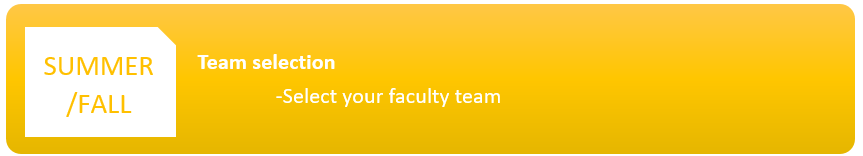 SUMMER
/FALL
Team selection
-Select your faculty team